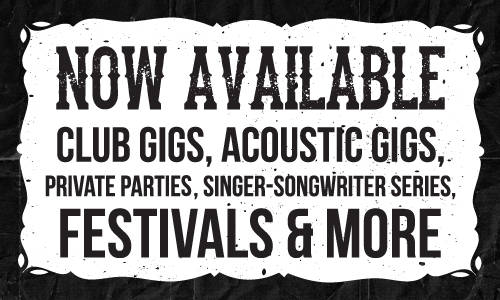 NOW AVAILABLE
CLUB GIGS, ACOUSTIC GIGS,
PRIVATE PARTIES, SINGER-SONGWRITER SERIES,
FESTIVALS & MORE